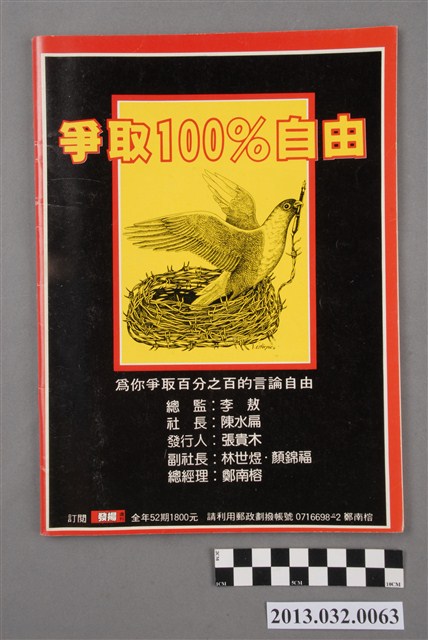 爭取100%自由
為你爭取百分之百的言論自由
總　監：李　敖
社　長：陳水扁
發行人：張貴木
副社長：林世煜·顏錦福
總經理：鄭南榕
訂閱 發揚 全年52期1800元 請利用郵政劃撥帳號 0716698-2 鄭南榕
2013.032.0063